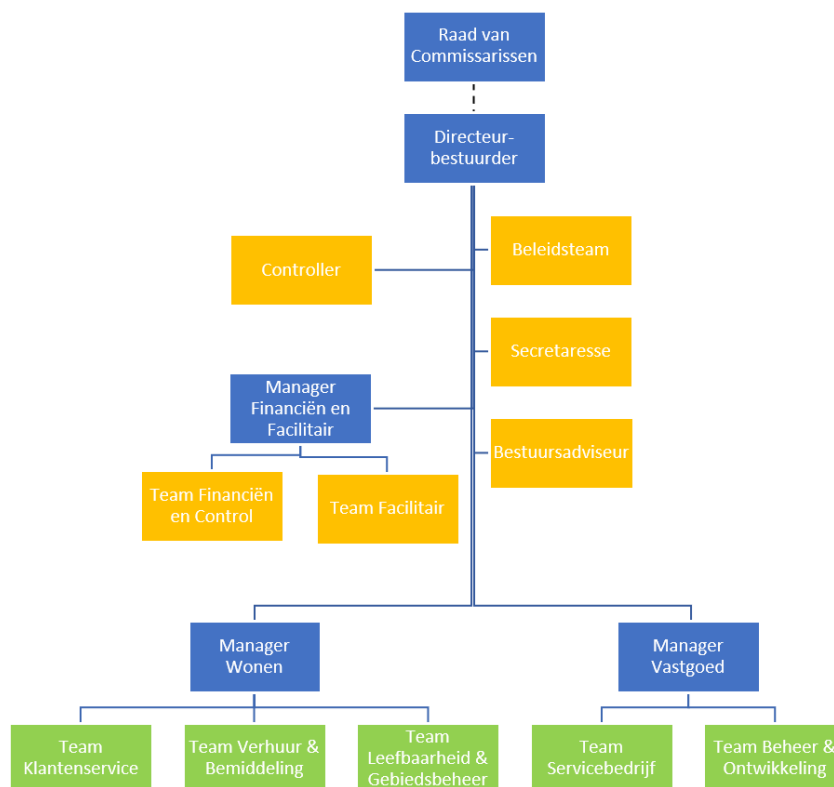 Raad van
Commissarissen
Directeur-
bestuurder
Beleidsteam
Controller
Secretaresse
Manager
Financiën en
Facilitair
Bestuursadviseur
Team Financiën
en Control
Team Facilitair
Manager
Wonen
Manager
Vastgoed
Team
Klantenservice
Team Verhuur &
Bemiddeling
Team
Leefbaarheid &
Gebiedsbeheer
Team
Servicebedrijf
Team Beheer &
Ontwikkeling